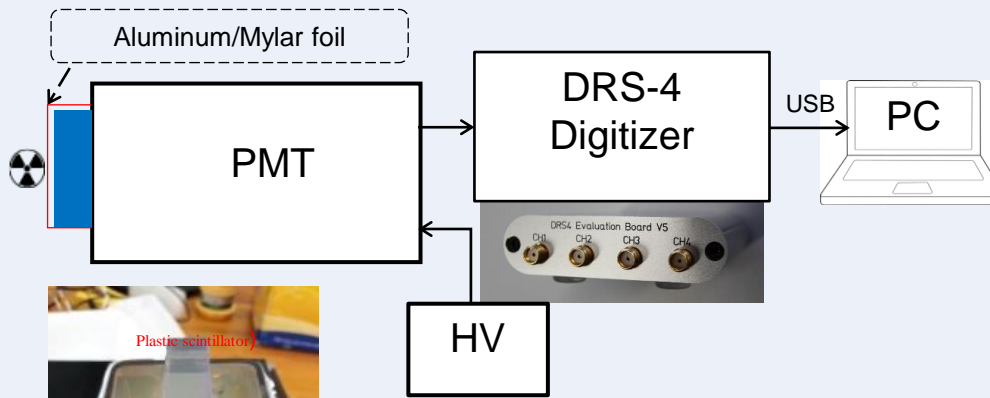 Aluminum/Mylar foil
PMT
DRS-4
Digitizer
USB
PC
DRS4 Evaluation Board V5
CH1 CH2 CH3 CH4
HV
Plastic scintillator)